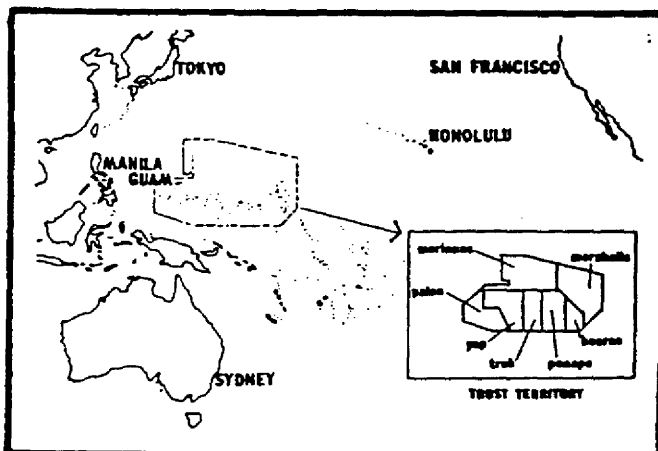 TOKYO
SAN FRANCISCO
HONOLULU
MANILA
GUAM
marianas
marshalls
palau
yap
truk
ponape
kosrae
SYDNEY
TRUST TERRITORY